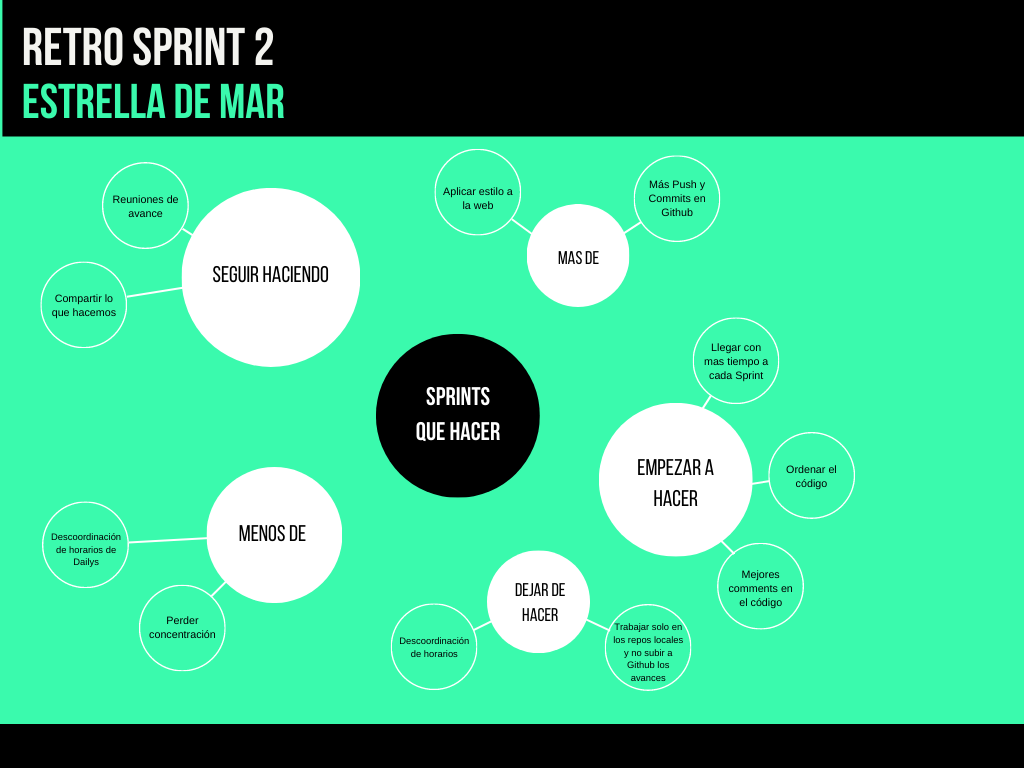 RETRO SPRINT 2
ESTRELLA DE MAR
Reuniones de
avance
Compartir lo
que hacemos
SEGUIR HACIENDO
Aplicar estilo a
la web
Más Push y
Commits en
Github
MAS DE
SPRINTS
QUE HACER
Llegar con
mas tiempo a
cada Sprint
EMPEZAR A
HACER
Ordenar el
código
Mejores
comments en
el código
MENOS DE
Descoordinación
de horarios de
Dailys
Perder
concentración
DEJAR DE
HACER
Descoordinación
de horarios
Trabajar solo en
los repos locales
y no subir a
Github los
avances